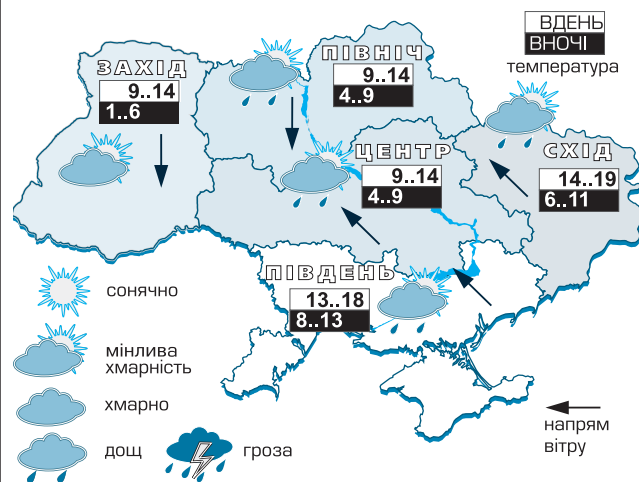 ВДЕНЬ
ВНОЧІ
температура
ЗАХІД
9..14
1..6
ПІВНІЧ
9..14
4..9
ЦЕНТР
9..14
4..9
СХІД
14..19
6..11
ПІВДЕНЬ
13..18
8..13
сонячно
мінлива
хмарність
хмарно
дощ
гроза
напрям
вітру